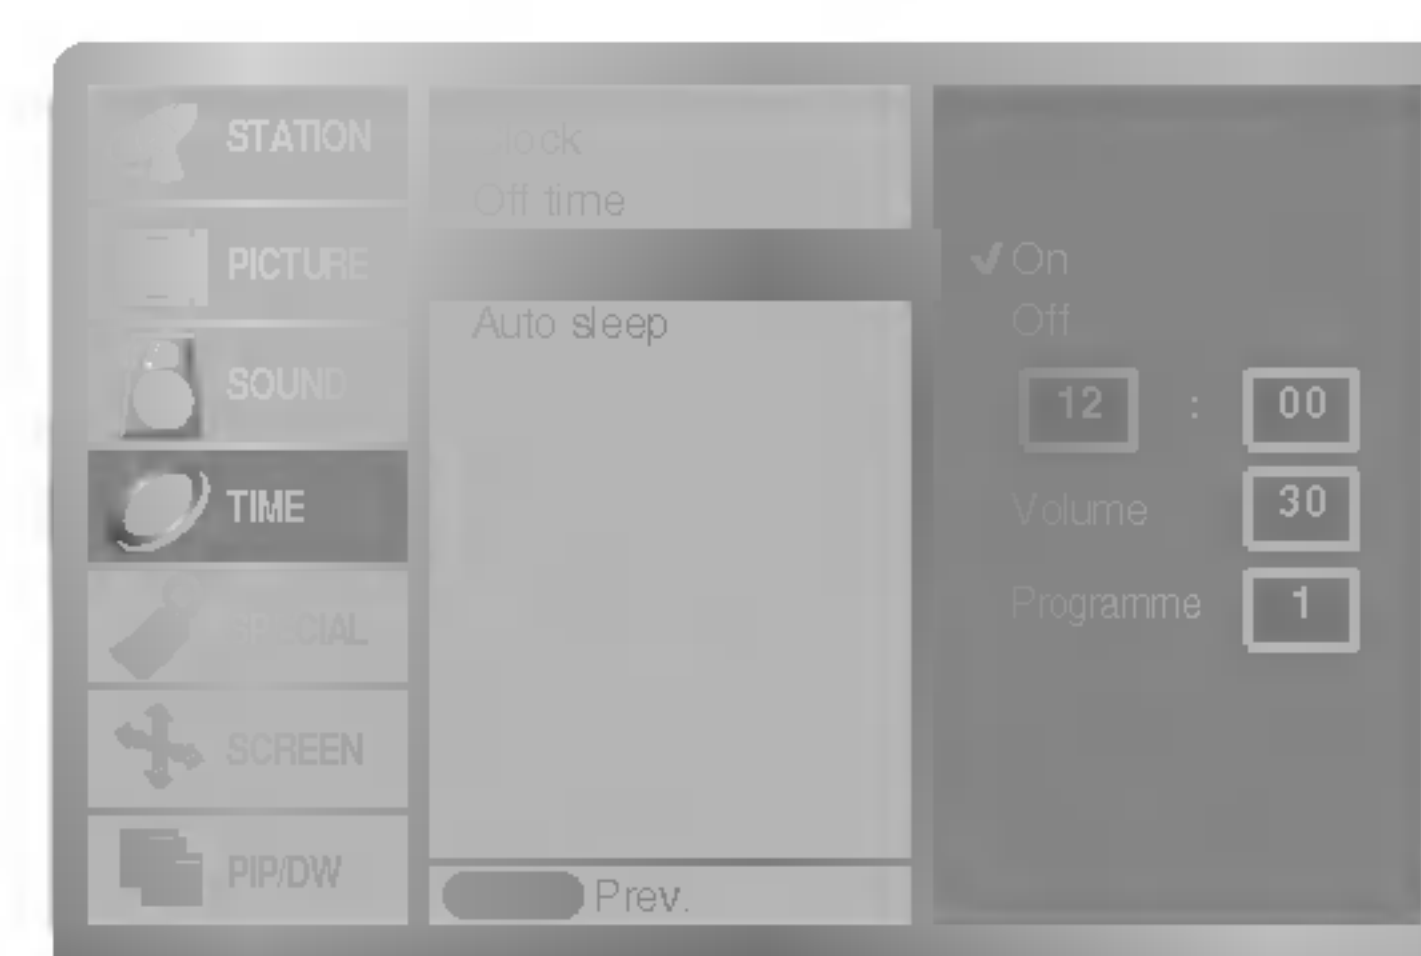 STATION
PICTURE
SOUND
TIME
SPECIAL
SCREEN
PIP/DW
Clock
Off time
Auto sleep
Prev.
On
Off
12 : 00
Volume 30
Programme 1